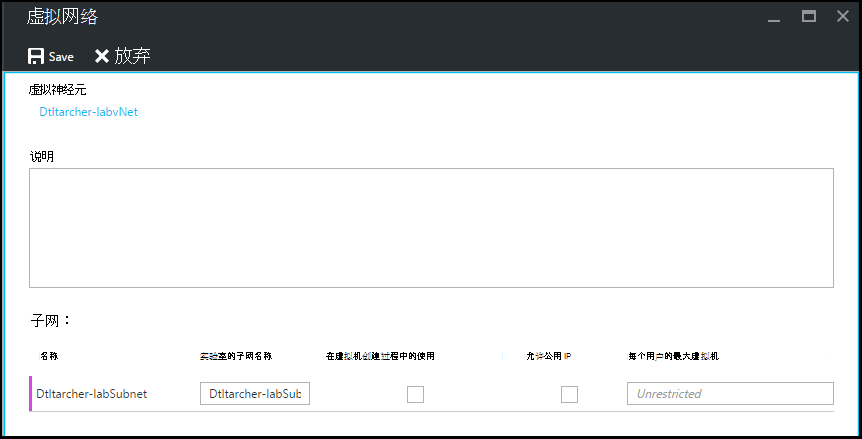 虚拟网络
Save 放弃
虚拟神经元
Dtltarcher-labvNet
说明
子网：
名称 实验室的子网名称 在虚拟机创建过程中的使用 允许公用 IP 每个用户的最大虚拟机
Dtltarcher-labSubnet Dtltarcher-labSub Unrestricted